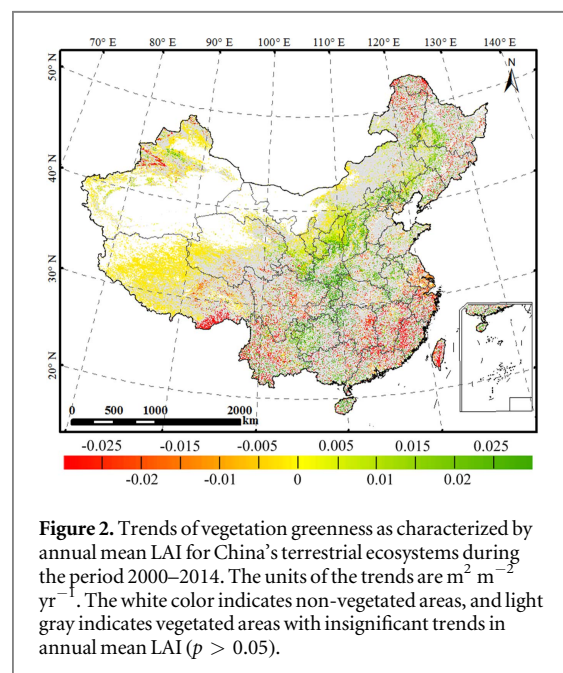 70° E 80° E 90° E 100° E 110° E 120° E 130° E 140° E
N
50° N
40° N
30° N
20° N
0 500 1000 2000
km
-0.025 -0.015 -0.005 0.005 0.015 0.025
-0.02 -0.01 0 0.01 0.02
Figure 2. Trends of vegetation greenness as characterized by
annual mean LAI for China's terrestrial ecosystems during
the period 2000–2014. The units of the trends are m² m⁻²
yr⁻¹. The white color indicates non-vegetated areas, and light
gray indicates vegetated areas with insignificant trends in
annual mean LAI (p > 0.05).